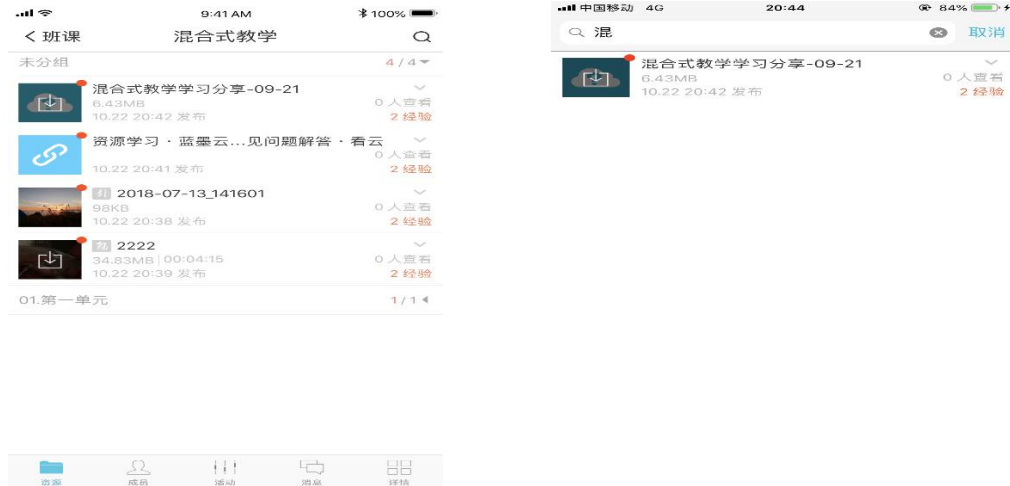 9:41 AM
100%
班课
混合式教学
未分组
4 / 4
混合式教学学习分享-09-21
6.43MB
0 人查看
10.22 20:42 发布
2 经验
资源学习 · 蓝墨云...见问题解答 · 看云
0 人查看
10.22 20:41 发布
2 经验
2018-07-13_141601
98KB
0 人查看
10.22 20:38 发布
2 经验
2222
34.83MB 00:04:15
0 人查看
10.22 20:39 发布
2 经验
01.第一单元
1 / 1
资源
成员
活动
消息
详情
中国移动 4G
20:44
84%
混
取消
混合式教学学习分享-09-21
6.43MB
0 人查看
10.22 20:42 发布
2 经验